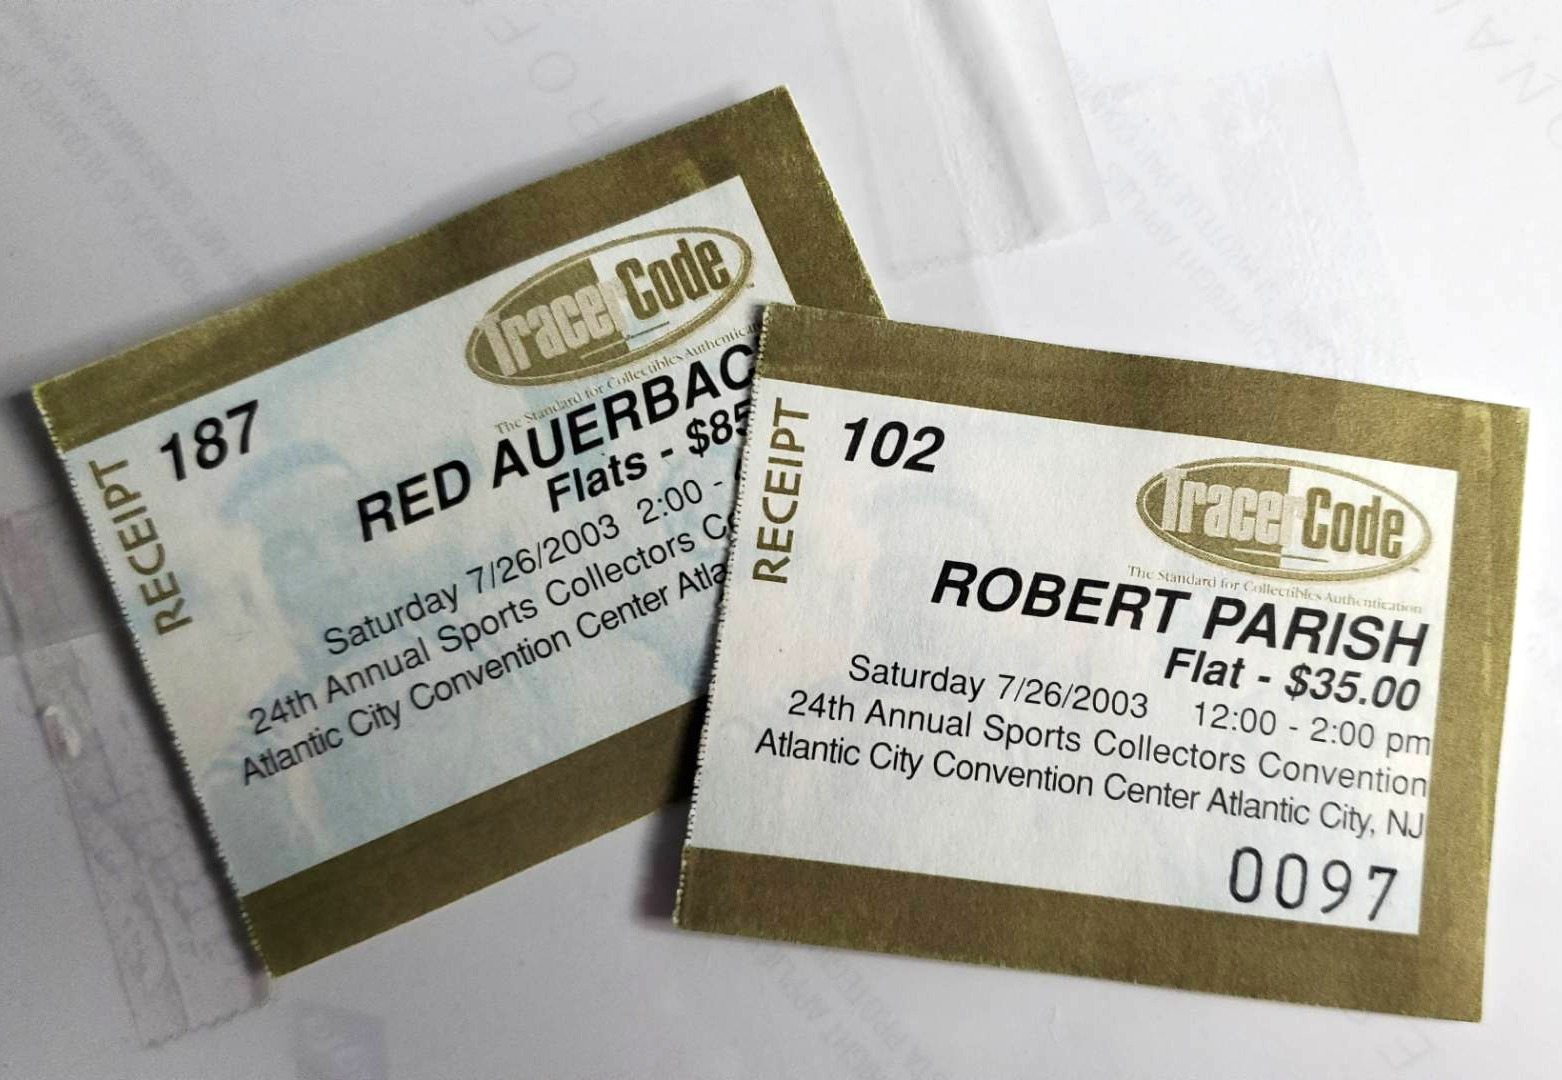 RECEIPT
187
TracerCode
The Standard for Collectibles Authentica
RED AUERBAC
Flats - $85
Saturday 7/26/2003 2:00 -
24th Annual Sports Collectors Co
Atlantic City Convention Center Atla
RECEIPT
102
TracerCode
The Standard for Collectibles Authentication
ROBERT PARISH
Flat - $35.00
Saturday 7/26/2003 12:00 - 2:00 pm
24th Annual Sports Collectors Convention
Atlantic City Convention Center Atlantic City, NJ
0097